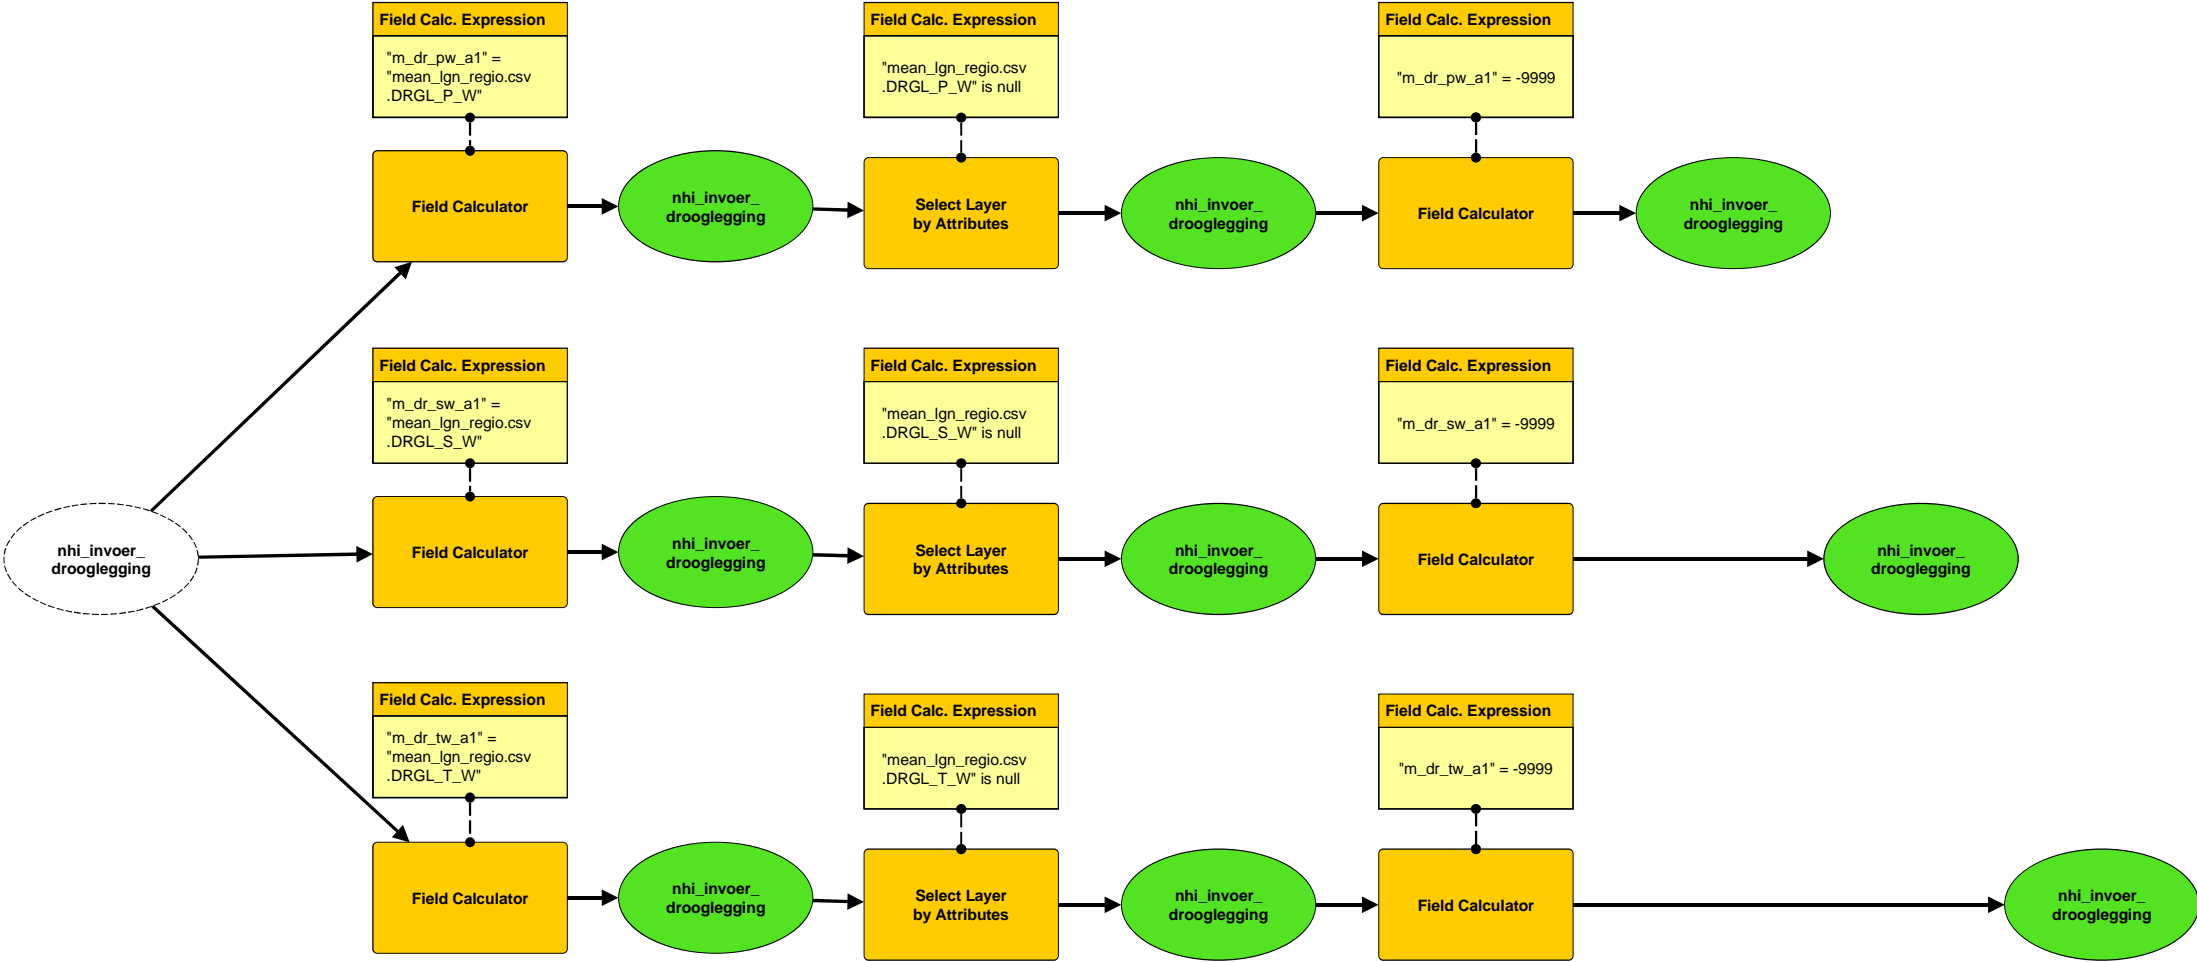 Field Calc. Expression
"m_dr_pw_a1" =
"mean_lgn_regio.csv
.DRGL_P_W"
Field Calc. Expression
"mean_lgn_regio.csv
.DRGL_P_W" is null
Field Calc. Expression
"m_dr_pw_a1" = -9999
Field Calculator
nhi_invoer_
drooglegging
Select Layer
by Attributes
nhi_invoer_
drooglegging
Field Calculator
nhi_invoer_
drooglegging
Field Calc. Expression
"m_dr_sw_a1" =
"mean_lgn_regio.csv
.DRGL_S_W"
Field Calc. Expression
"mean_lgn_regio.csv
.DRGL_S_W" is null
Field Calc. Expression
"m_dr_sw_a1" = -9999
nhi_invoer_
drooglegging
Field Calculator
nhi_invoer_
drooglegging
Select Layer
by Attributes
nhi_invoer_
drooglegging
Field Calculator
nhi_invoer_
drooglegging
Field Calc. Expression
"m_dr_tw_a1" =
"mean_lgn_regio.csv
.DRGL_T_W"
Field Calc. Expression
"mean_lgn_regio.csv
.DRGL_T_W" is null
Field Calc. Expression
"m_dr_tw_a1" = -9999
Field Calculator
nhi_invoer_
drooglegging
Select Layer
by Attributes
nhi_invoer_
drooglegging
Field Calculator
nhi_invoer_
drooglegging